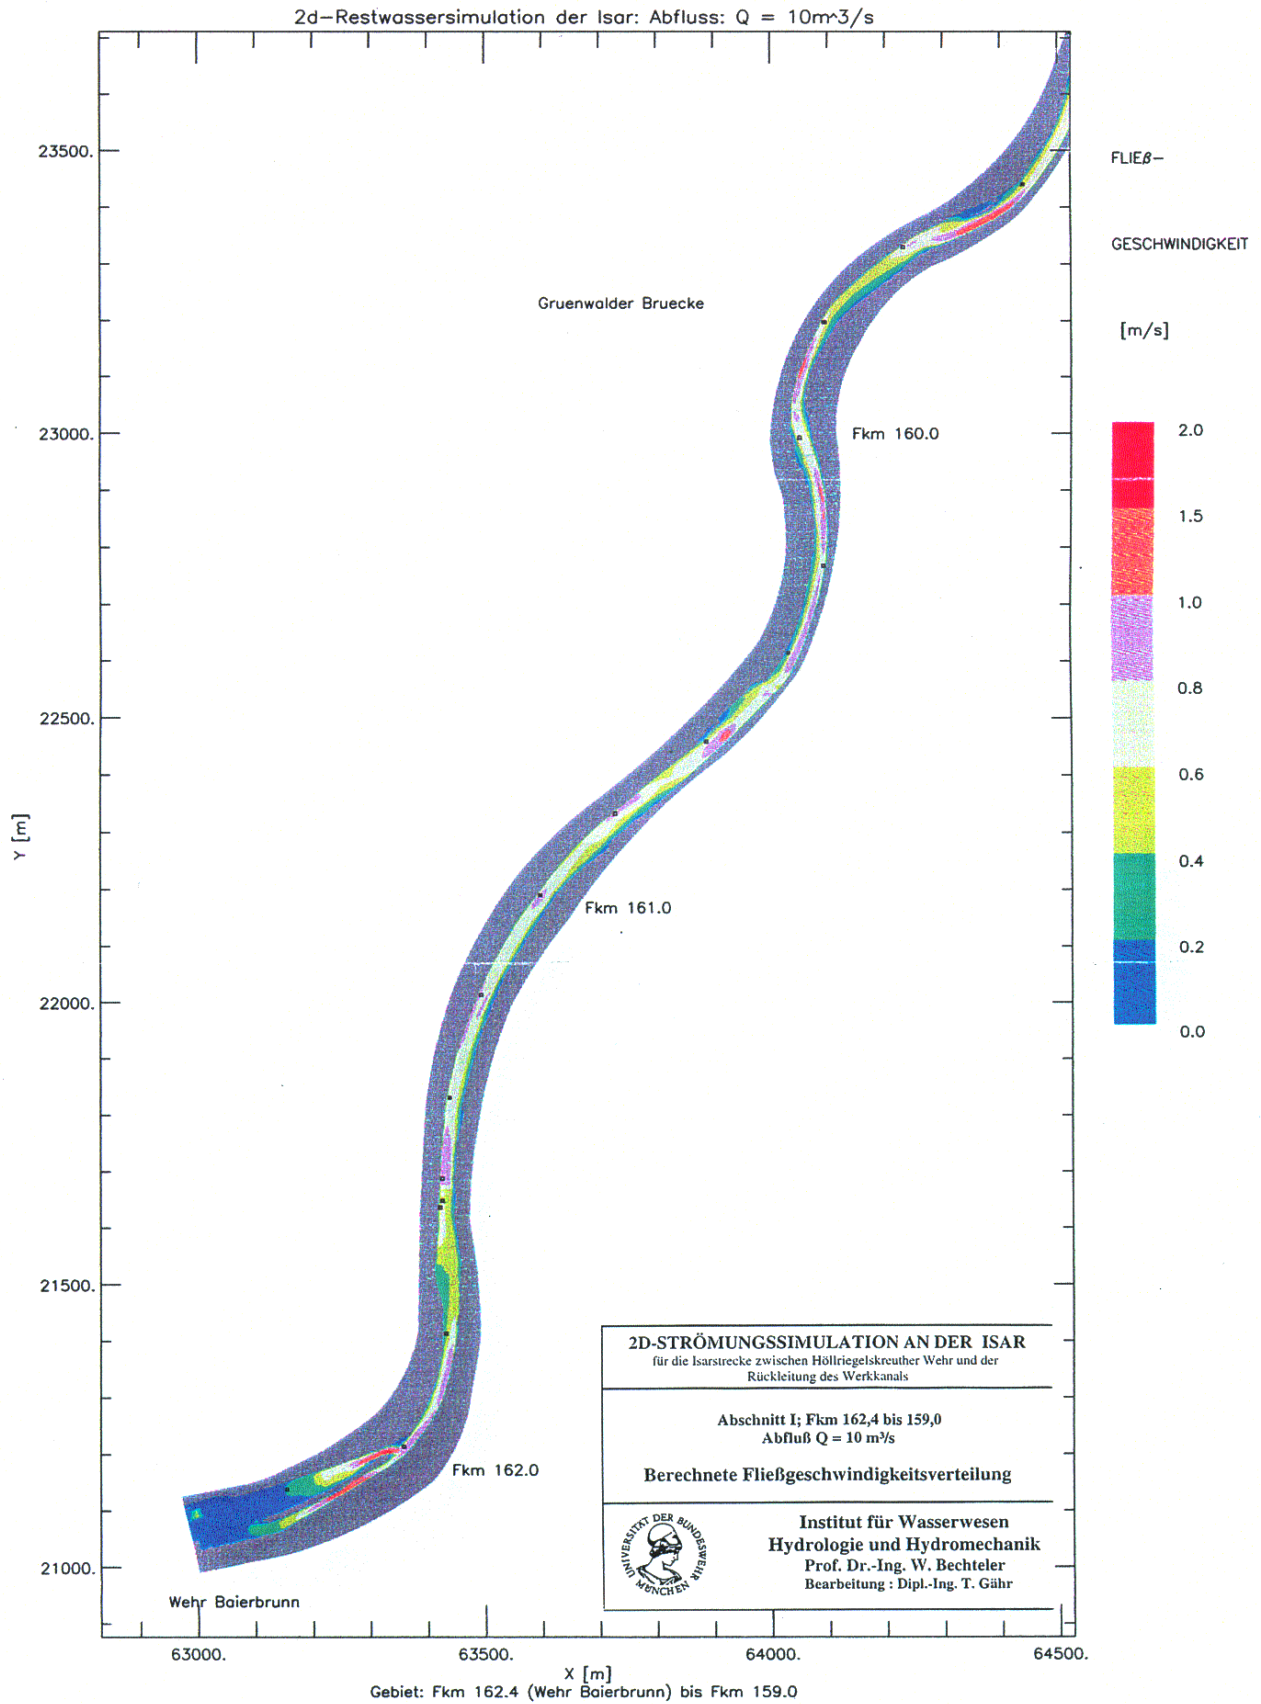 2d-Restwassersimulation der Isar: Abfluss: Q = 10m^3/s
FLIEß-
GESCHWINDIGKEIT
[m/s]
2.0
1.5
1.0
0.8
0.6
0.4
0.2
0.0
23500.
23000.
22500.
22000.
21500.
21000.
Y [m]
Gruenwalder Bruecke
Fkm 160.0
Fkm 161.0
Fkm 162.0
Wehr Baierbrunn
2D-STRÖMUNGSSIMULATION AN DER ISAR
für die Isarstrecke zwischen Höllriegelskreuther Wehr und der
Rückleitung des Werkkanals
Abschnitt I; Fkm 162,4 bis 159,0
Abfluß Q = 10 m³/s
Berechnete Fließgeschwindigkeitsverteilung
UNIVERSITÄT DER BUNDESWEHR MÜNCHEN
Institut für Wasserwesen
Hydrologie und Hydromechanik
Prof. Dr.-Ing. W. Bechteler
Bearbeitung : Dipl.-Ing. T. Gähr
63000.
63500.
64000.
64500.
X [m]
Gebiet: Fkm 162.4 (Wehr Baierbrunn) bis Fkm 159.0